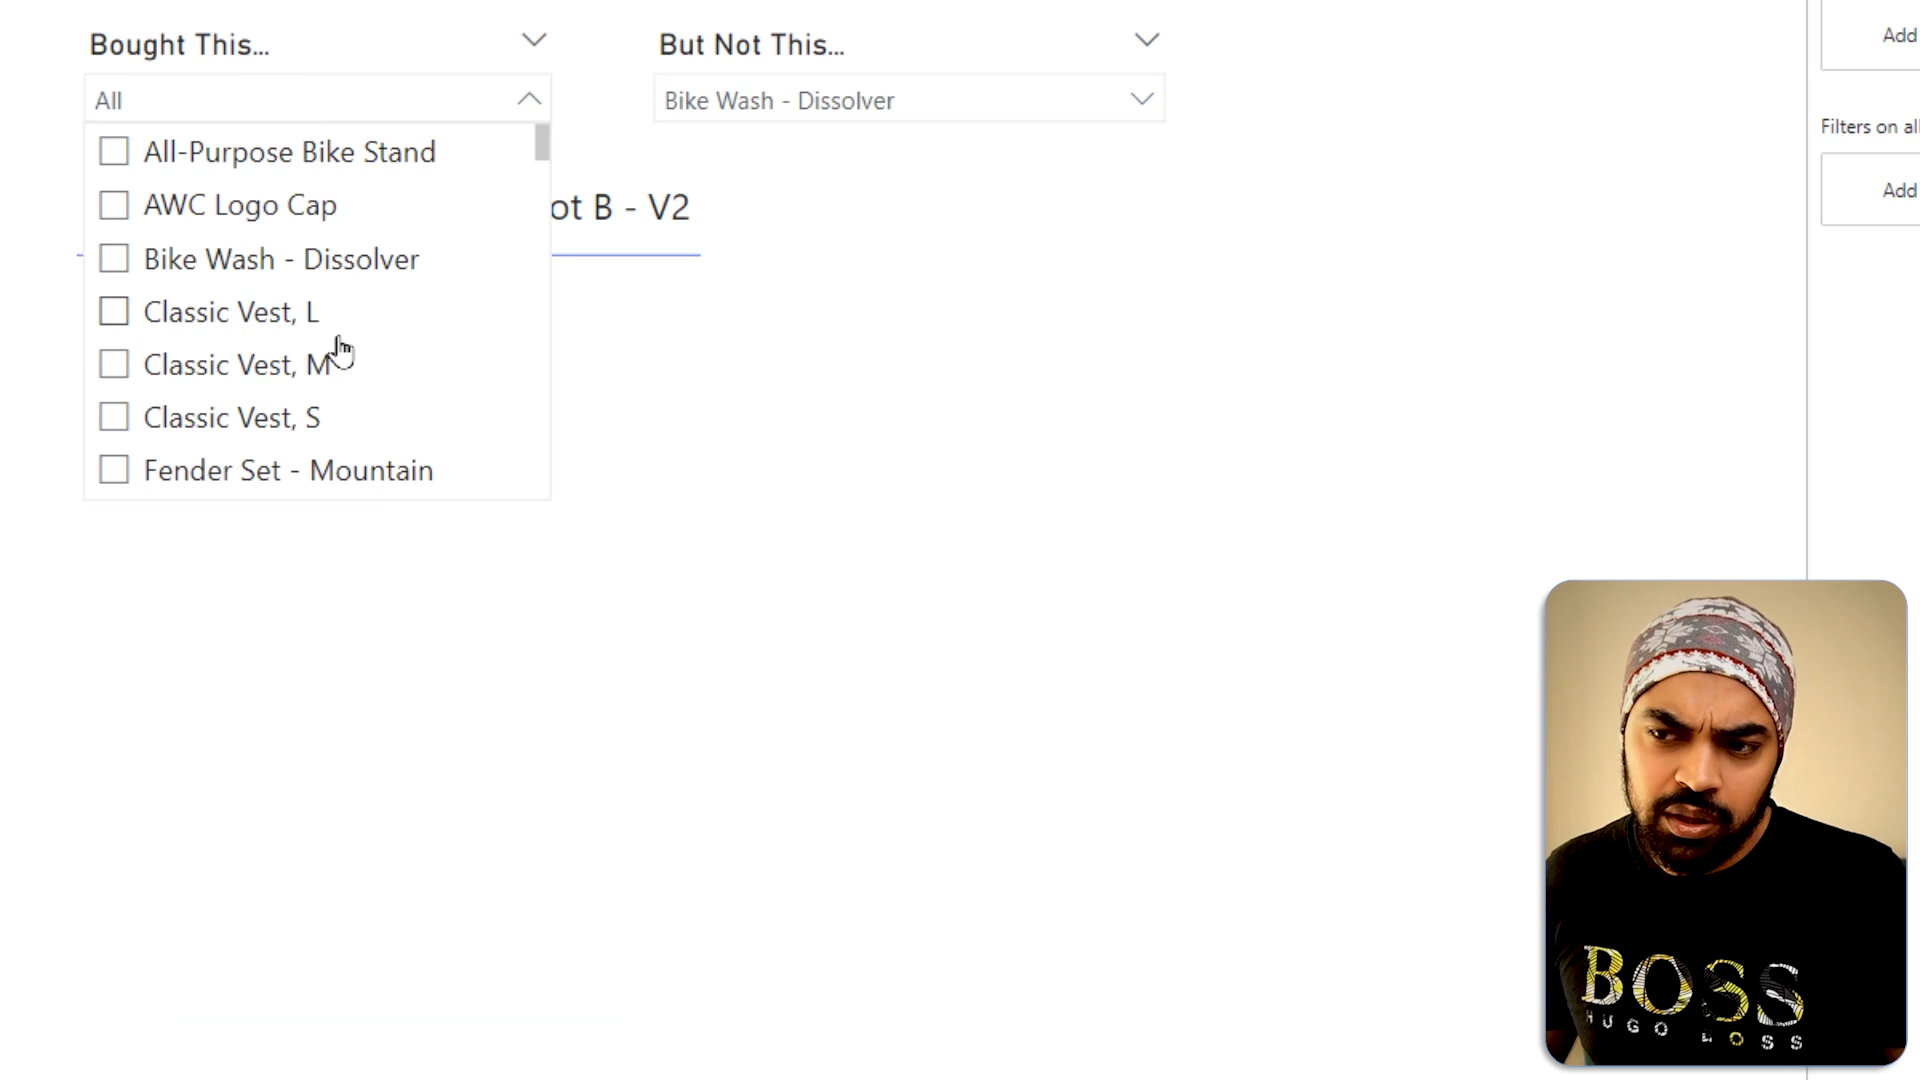 Bought This...
But Not This...
Add
All
Bike Wash - Dissolver
Filters on all
All-Purpose Bike Stand
AWC Logo Cap
Add
ot B - V2
Bike Wash - Dissolver
Classic Vest, L
Classic Vest, M
Classic Vest, S
Fender Set - Mountain
BOSS
HUGO BOSS